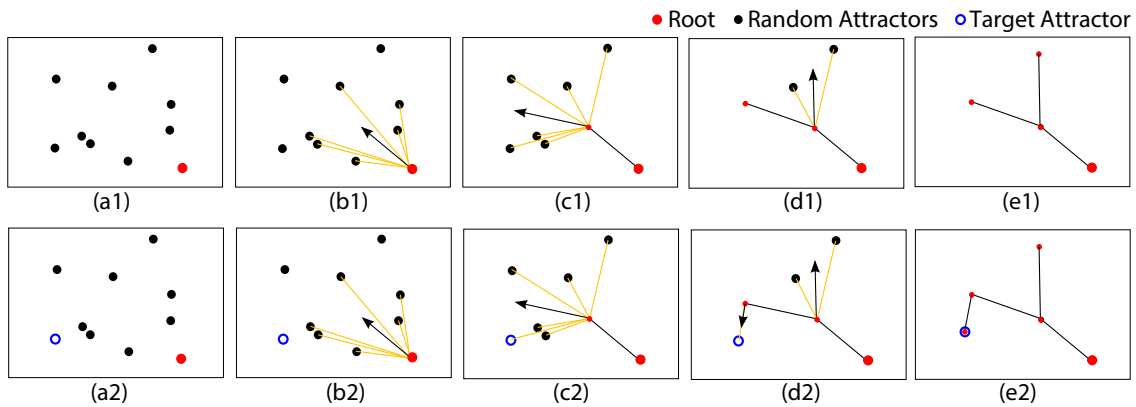 Root Random Attractors Target Attractor
(a1) (b1) (c1) (d1) (e1)
(a2) (b2) (c2) (d2) (e2)